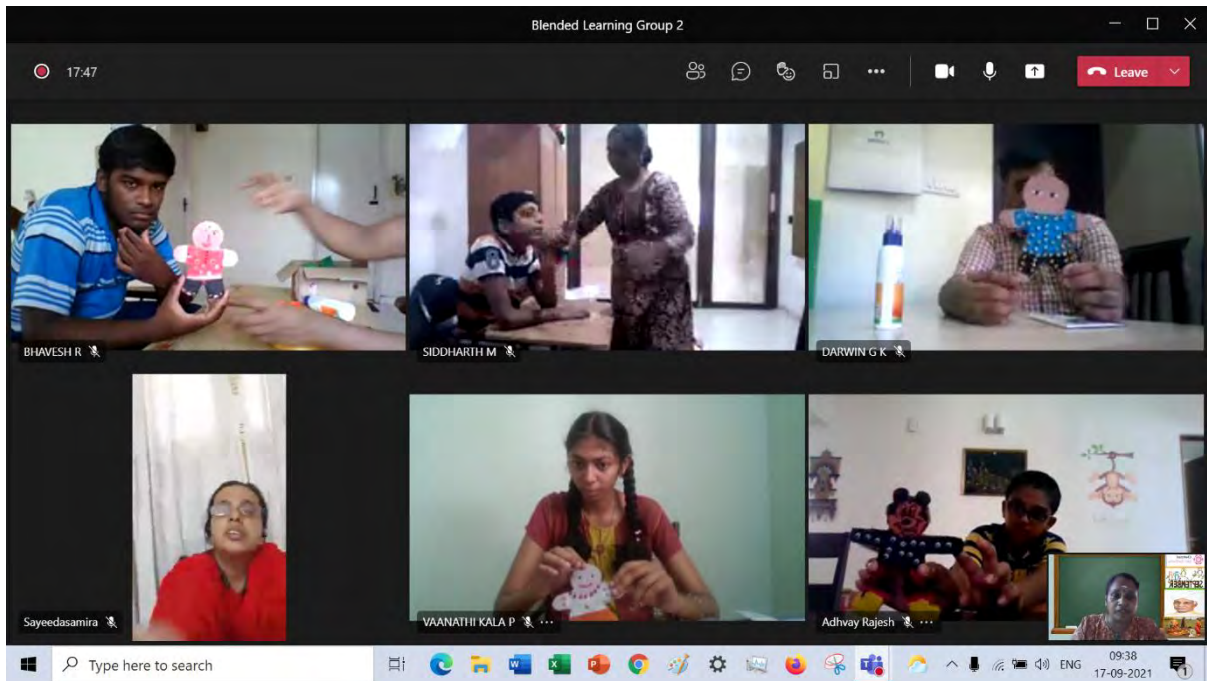 Blended Learning Group 2
17:47
Leave
BHAVESH R
SIDDHARTH M
DARWIN G K
Sayeedasamira
VAANATHI KALA P
Adhvay Rajesh
Type here to search
ENG
09:38
17-09-2021